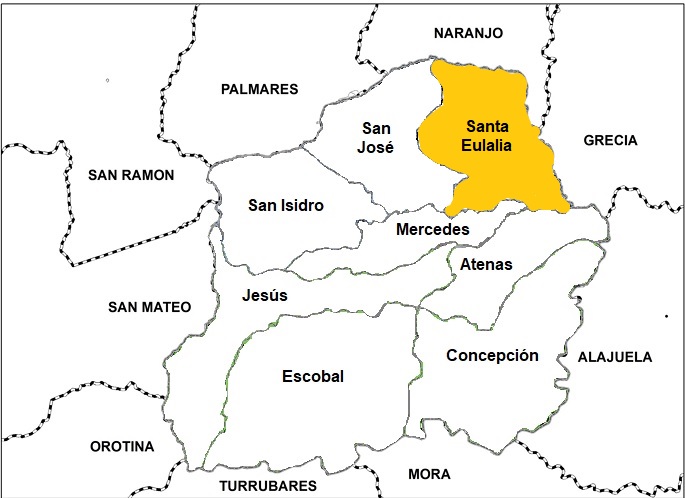 NARANJO
PALMARES
San
José
Santa
Eulalia
GRECIA
SAN RAMON
San Isidro
Mercedes
Atenas
Jesús
SAN MATEO
Concepción
ALAJUELA
Escobal
OROTINA
MORA
TURRUBARES